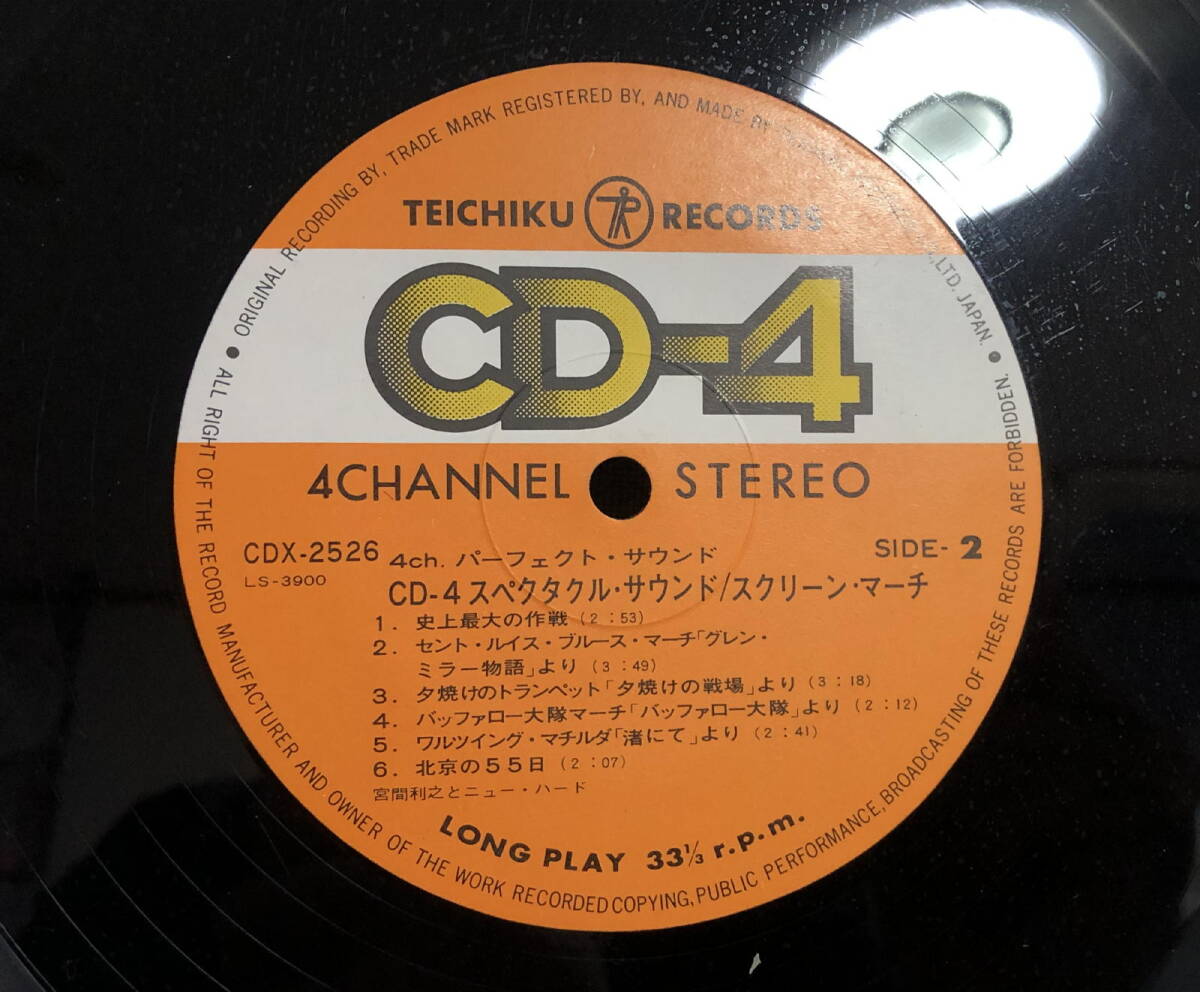 ● ORIGINAL RECORDING BY, TRADE MARK REGISTERED BY, AND MADE BY LTD. JAPAN. ●
TEICHIKU RECORDS
CD-4
4CHANNEL STEREO
CDX-2526
LS-3900
SIDE- 2
4ch. パーフェクト・サウンド
CD-4 スペクタクル・サウンド/スクリーン・マーチ
1. 史上最大の作戦 (2:53)
2. セント・ルイス・ブルース・マーチ「グレン・
ミラー物語」より (3:49)
3. 夕焼けのトランペット「夕焼けの戦場」より (3:18)
4. バッファロー大隊マーチ「バッファロー大隊」より (2:12)
5. ワルツイング・マチルダ「渚にて」より (2:41)
6. 北京の55日 (2:07)
宮間利之とニュー・ハード
LONG PLAY 33⅓ r.p.m.
ALL RIGHT OF THE RECORD MANUFACTURER AND OWNER OF THE WORK RECORDED COPYING, PUBLIC PERFORMANCE, BROADCASTING OF THESE RECORDS ARE FORBIDDEN.